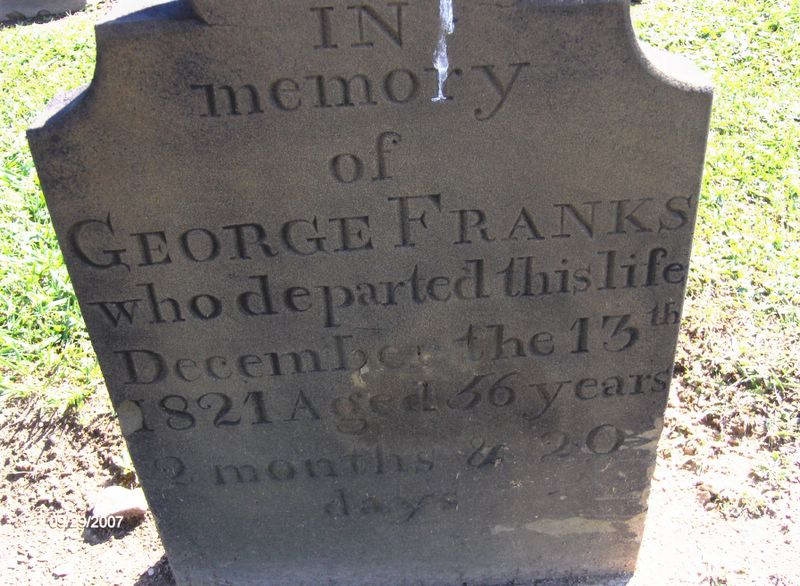 IN
memory
of
GEORGE FRANKS
who departed this life
December the 13th
1821 Aged 56 years
2 months & 20
days
09/29/2007